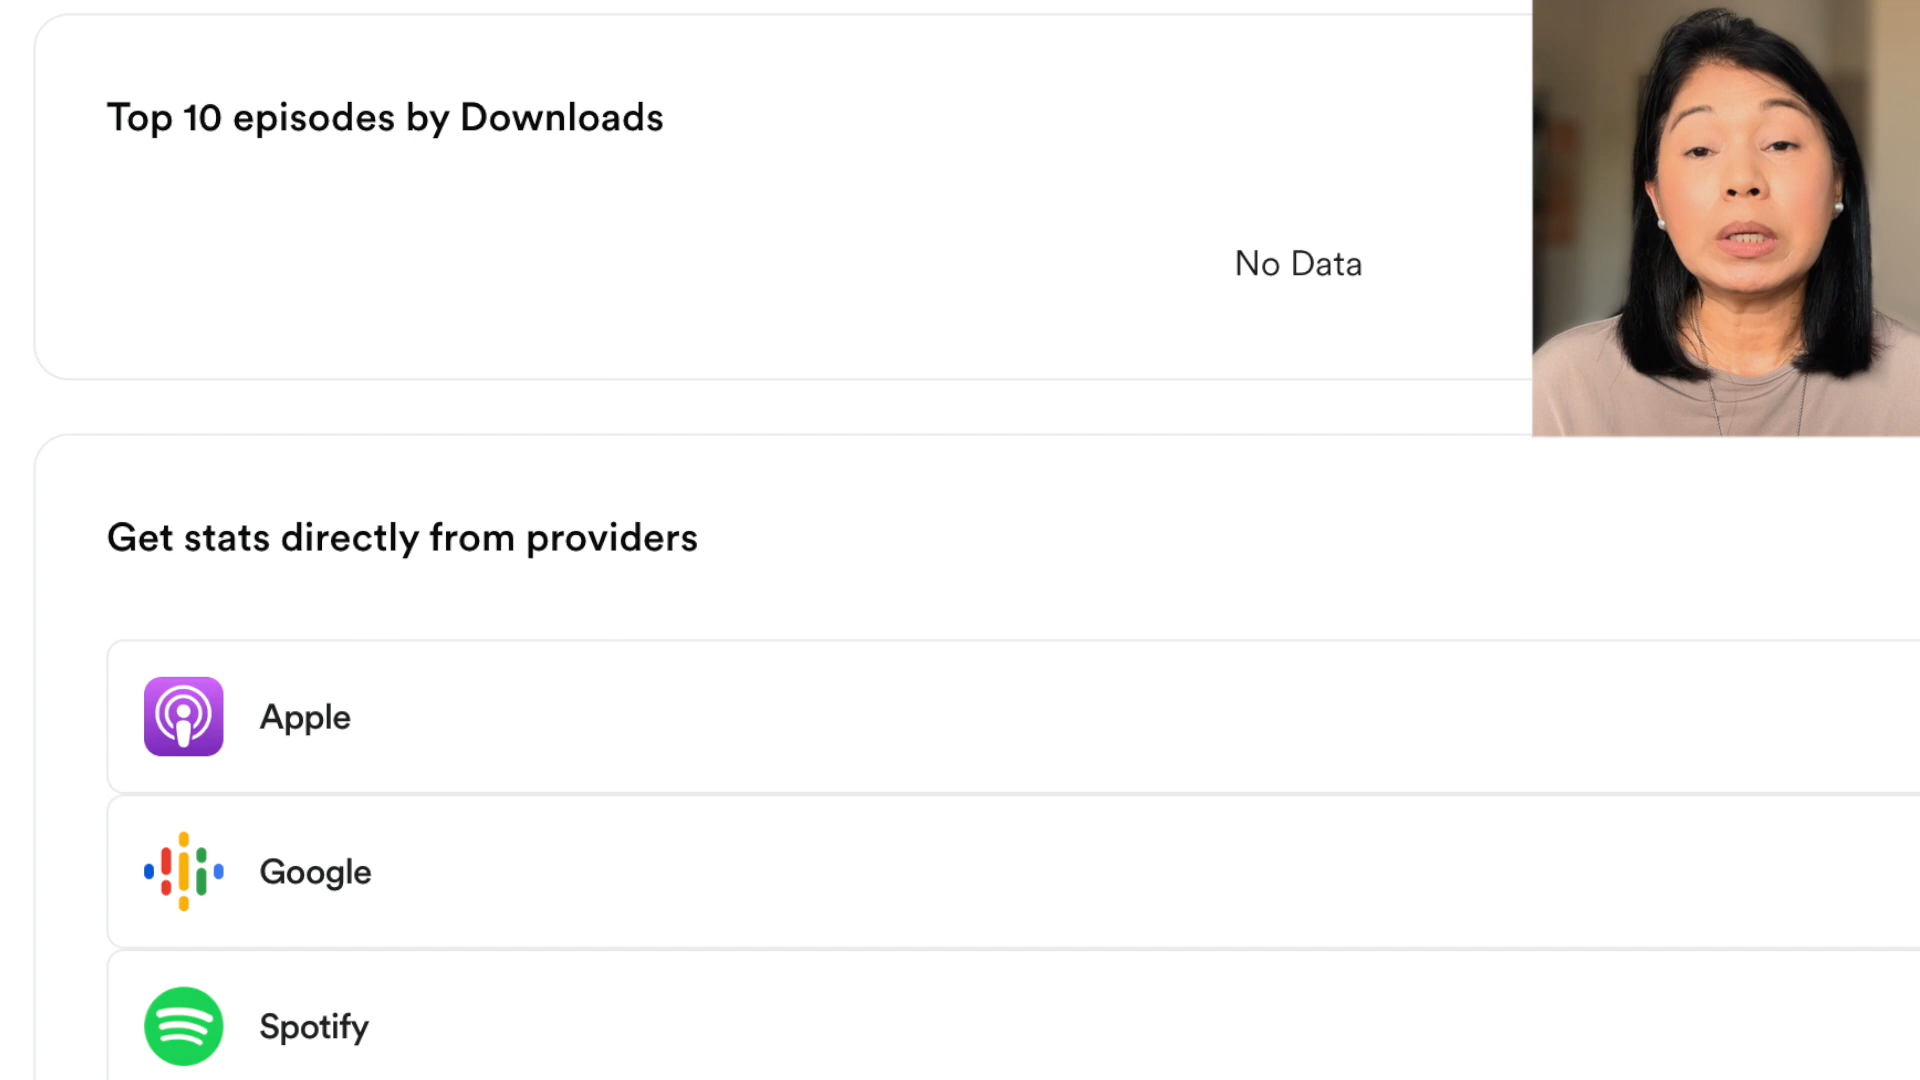 Top 10 episodes by Downloads
No Data
Get stats directly from providers
Apple
Google
Spotify